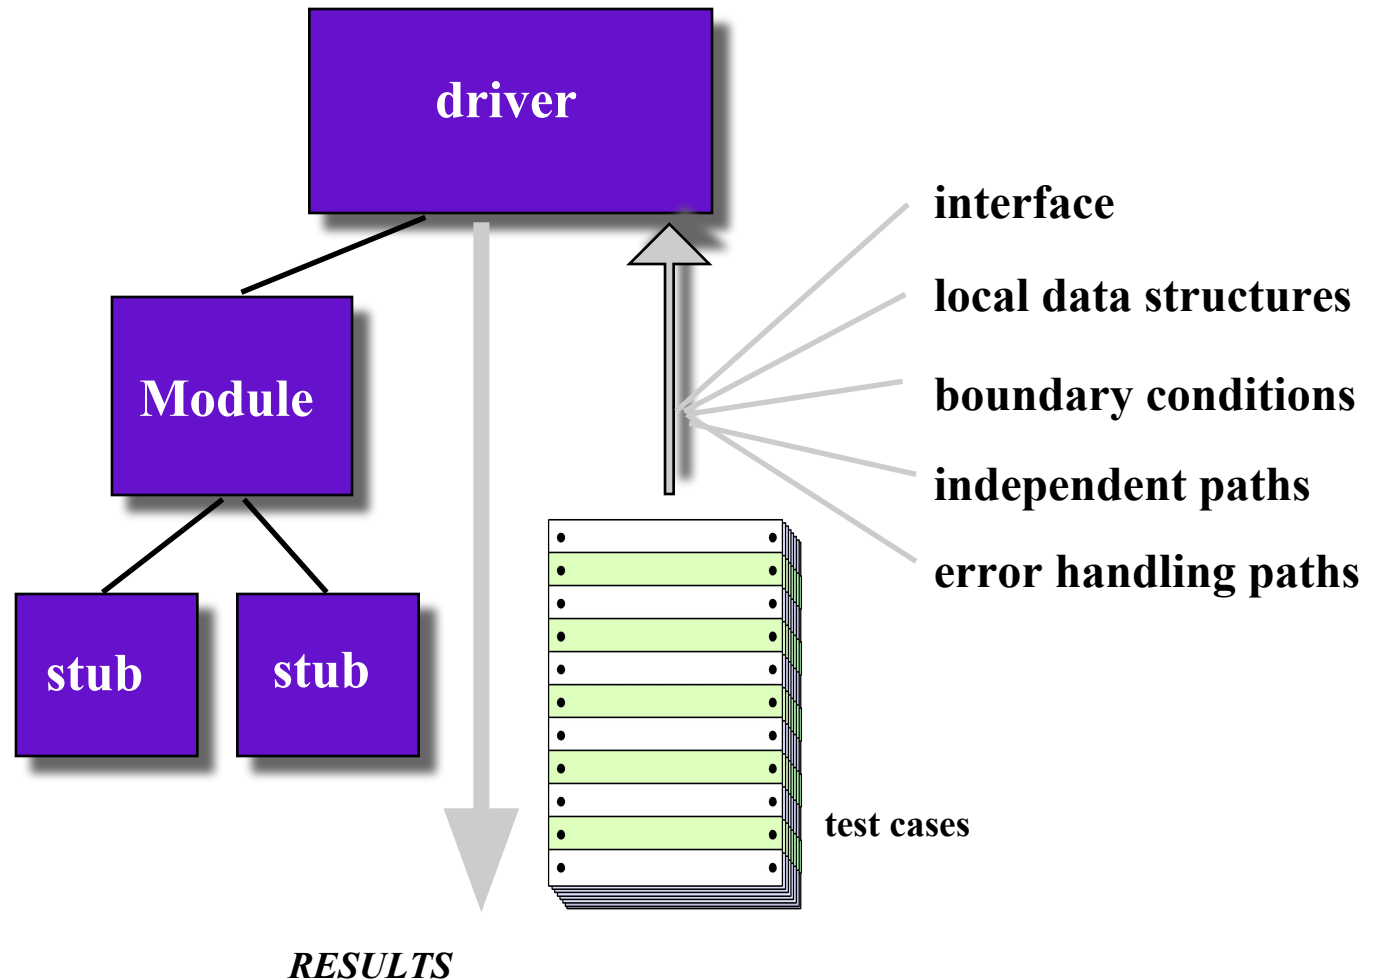 driver
interface
local data structures
Module
boundary conditions
independent paths
error handling paths
stub
stub
test cases
RESULTS